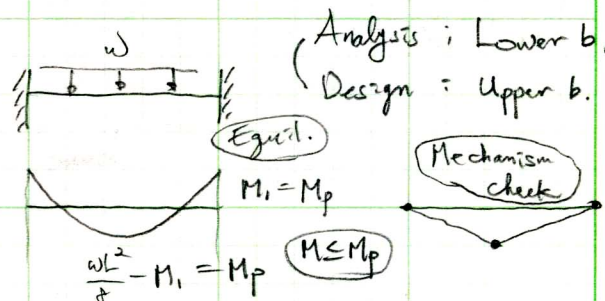 Analysis : Lower b.
Design : Upper b.
w
Equil.
Mechanism
check
M₁ = Mp
M ≤ Mp
wL²/8 - M₁ = Mp